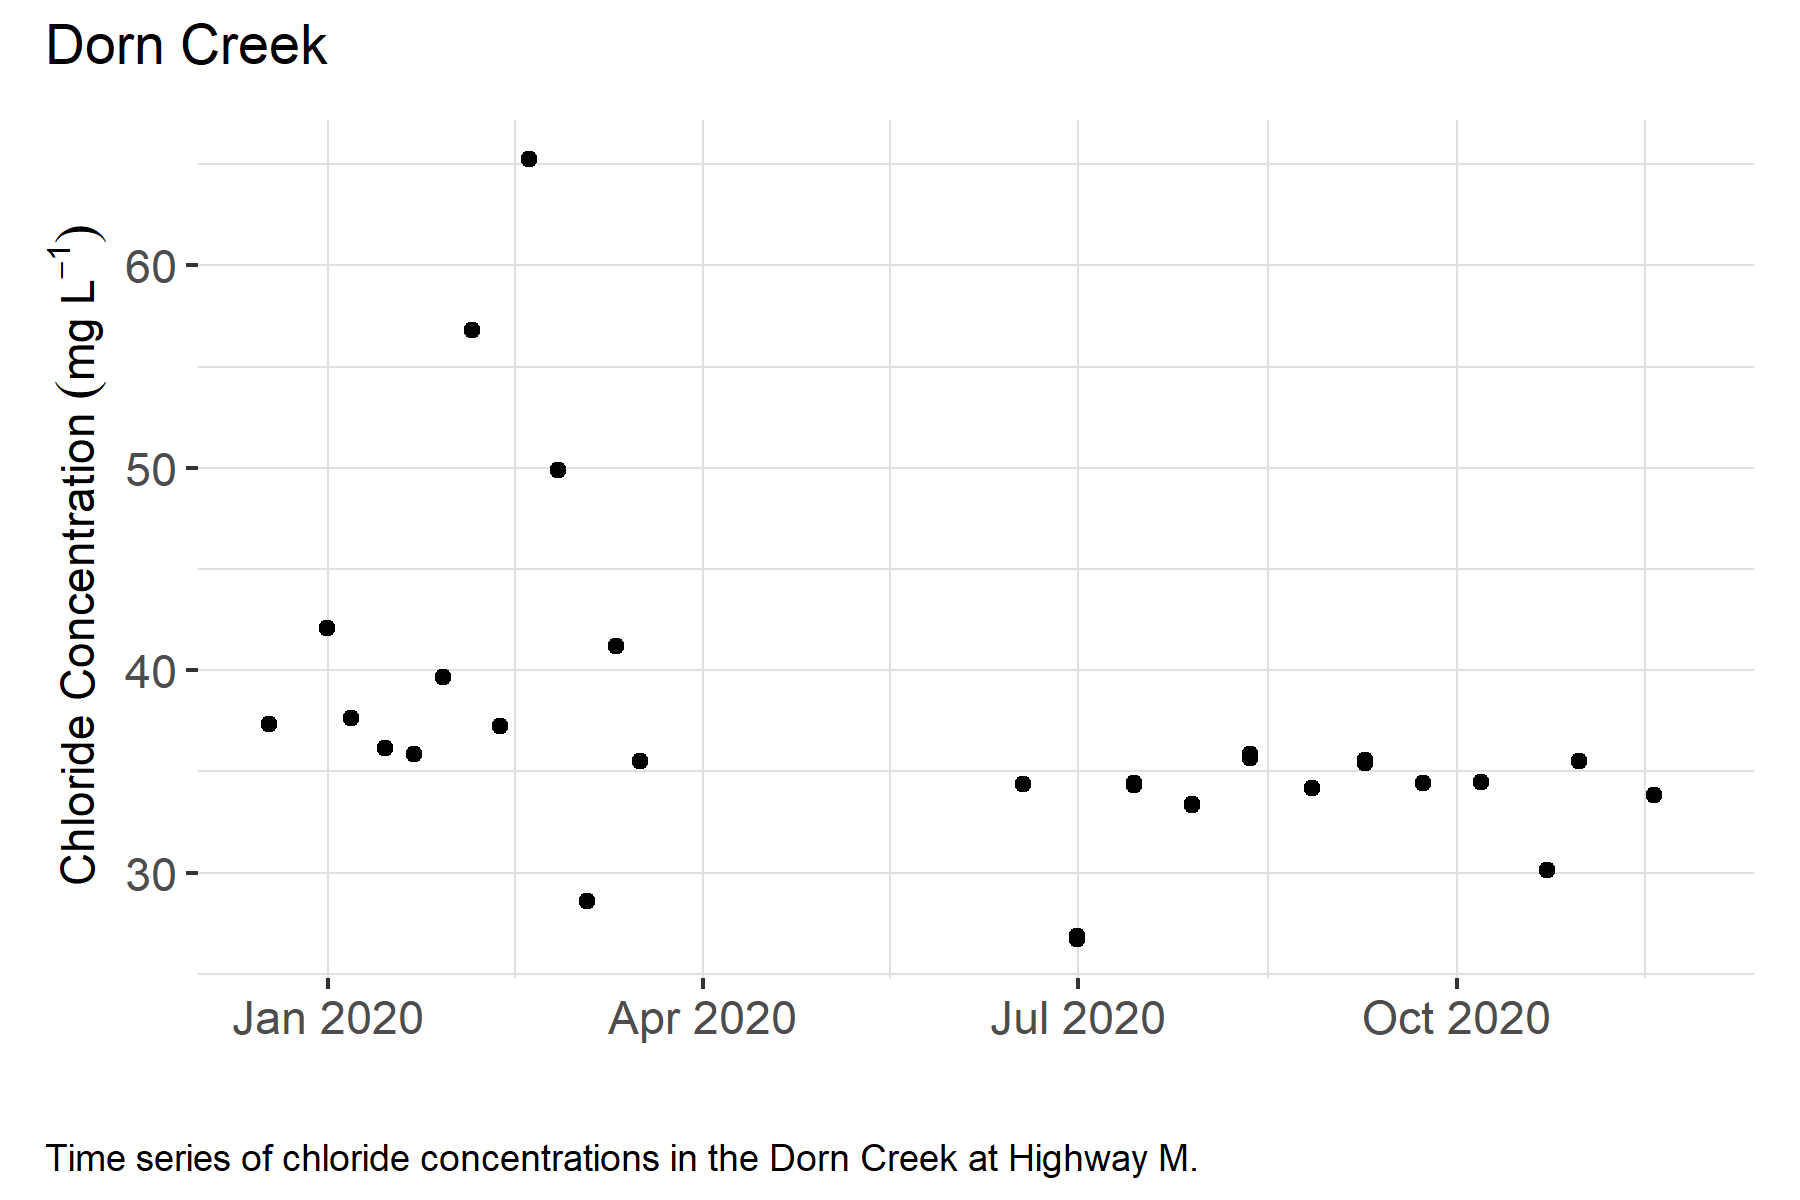 Dorn Creek
Chloride Concentration (mg L⁻¹)
60
50
40
30
Jan 2020
Apr 2020
Jul 2020
Oct 2020
Time series of chloride concentrations in the Dorn Creek at Highway M.